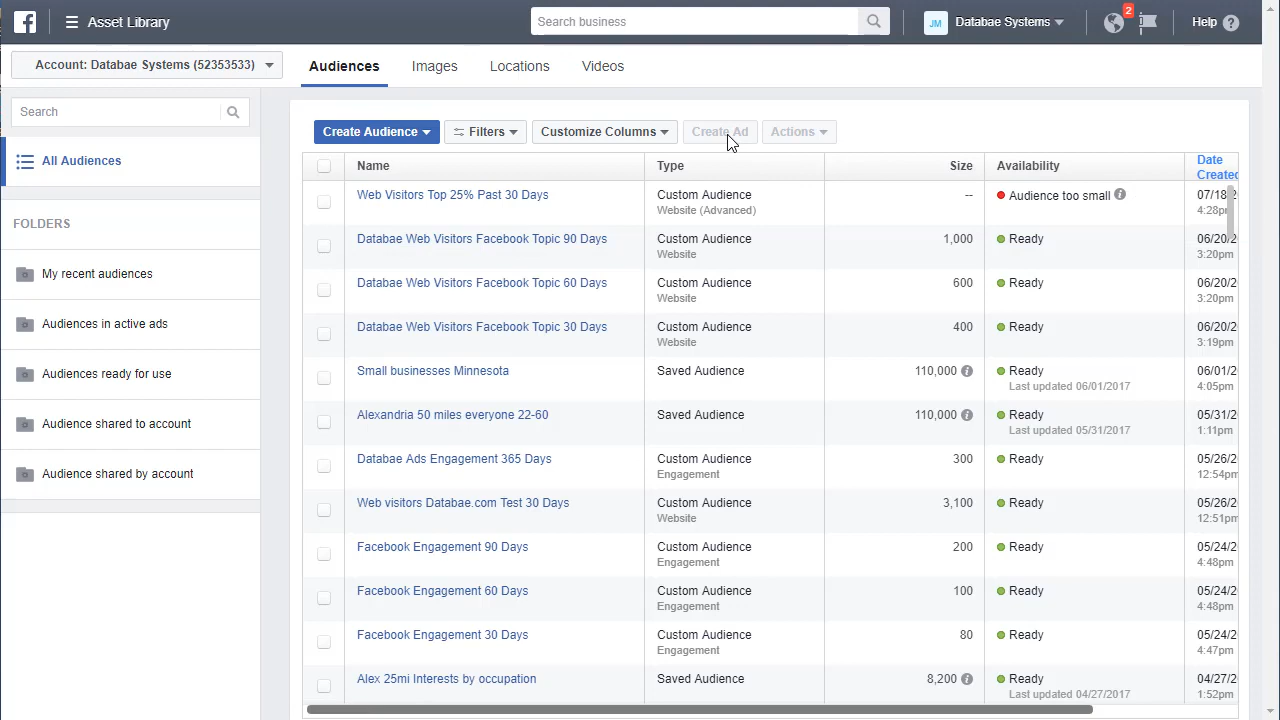 Asset Library
Search business
JM
Databae Systems
2
Help
Account: Databae Systems (52353533)
Audiences
Images
Locations
Videos
Search
All Audiences
FOLDERS
My recent audiences
Audiences in active ads
Audiences ready for use
Audience shared to account
Audience shared by account
Create Audience
Filters
Customize Columns
Create Ad
Actions
Name Type Size Availability Date
Created
Web Visitors Top 25% Past 30 Days Custom Audience -- Audience too small 07/18/2
Website (Advanced) 4:28pm
Databae Web Visitors Facebook Topic 90 Days Custom Audience 1,000 Ready 06/20/2
Website 3:20pm
Databae Web Visitors Facebook Topic 60 Days Custom Audience 600 Ready 06/20/2
Website 3:20pm
Databae Web Visitors Facebook Topic 30 Days Custom Audience 400 Ready 06/20/2
Website 3:19pm
Small businesses Minnesota Saved Audience 110,000 Ready 06/01/2
Last updated 06/01/2017 4:05pm
Alexandria 50 miles everyone 22-60 Saved Audience 110,000 Ready 05/31/2
Last updated 05/31/2017 1:11pm
Databae Ads Engagement 365 Days Custom Audience 300 Ready 05/26/2
Engagement 12:54pm
Web visitors Databae.com Test 30 Days Custom Audience 3,100 Ready 05/26/2
Website 12:51pm
Facebook Engagement 90 Days Custom Audience 200 Ready 05/24/2
Engagement 4:48pm
Facebook Engagement 60 Days Custom Audience 100 Ready 05/24/2
Engagement 4:48pm
Facebook Engagement 30 Days Custom Audience 80 Ready 05/24/2
Engagement 4:47pm
Alex 25mi Interests by occupation Saved Audience 8,200 Ready 04/27/2
Last updated 04/27/2017 1:52pm